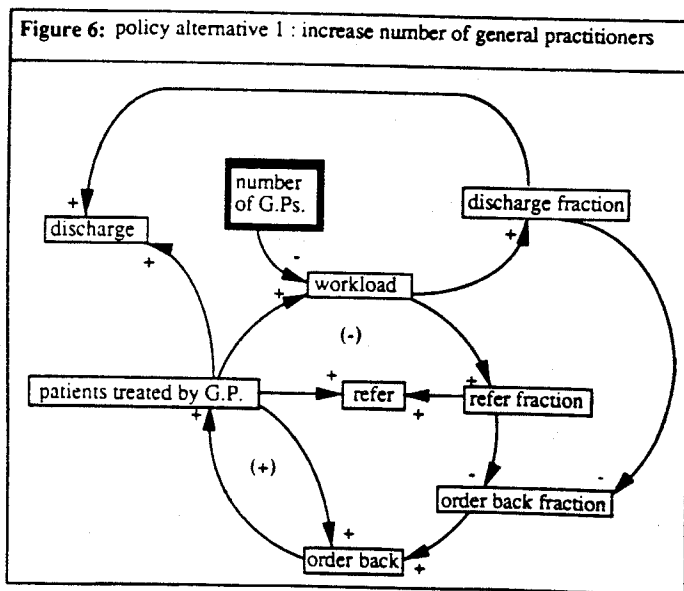 Figure 6: policy alternative 1 : increase number of general practitioners
number
of G.Ps.
discharge fraction
+
discharge
+
+
-
workload
+
(-)
+
patients treated by G.P.
+
refer
+
+
refer fraction
+
(+)
-
-
order back fraction
+
order back
+